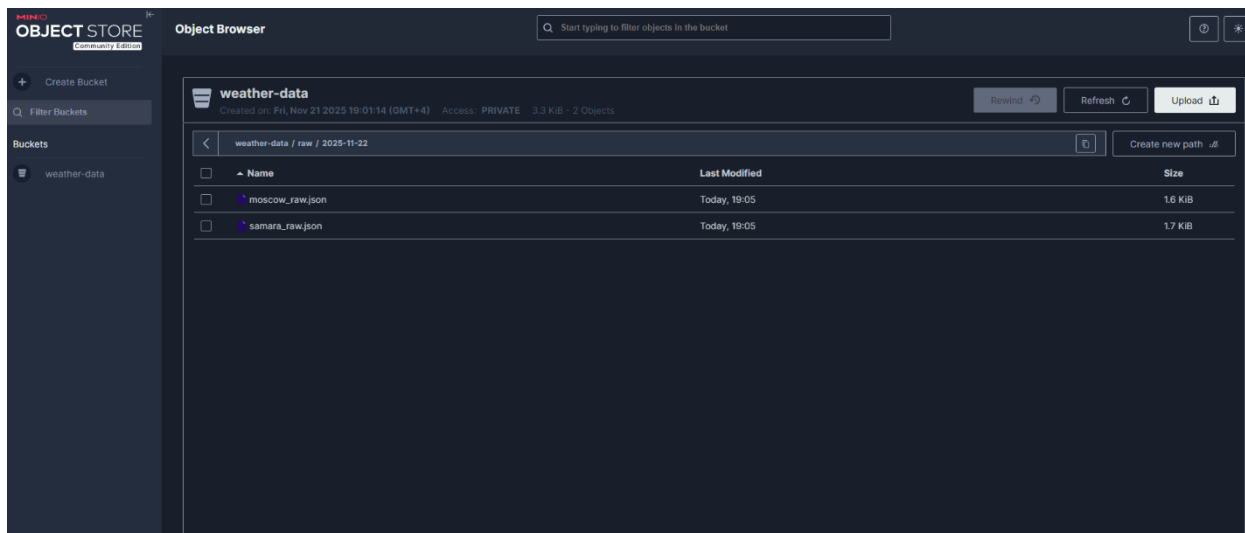 MINIO
OBJECT STORE
Community Edition
Create Bucket
Filter Buckets
Buckets
weather-data
Object Browser
Start typing to filter objects in the bucket
weather-data
Created on: Fri, Nov 21 2025 19:01:14 (GMT+4) Access: PRIVATE 3.3 KiB - 2 Objects
Rewind
Refresh
Upload
weather-data / raw / 2025-11-22
Create new path
Name Last Modified Size
moscow_raw.json Today, 19:05 1.6 KiB
samara_raw.json Today, 19:05 1.7 KiB